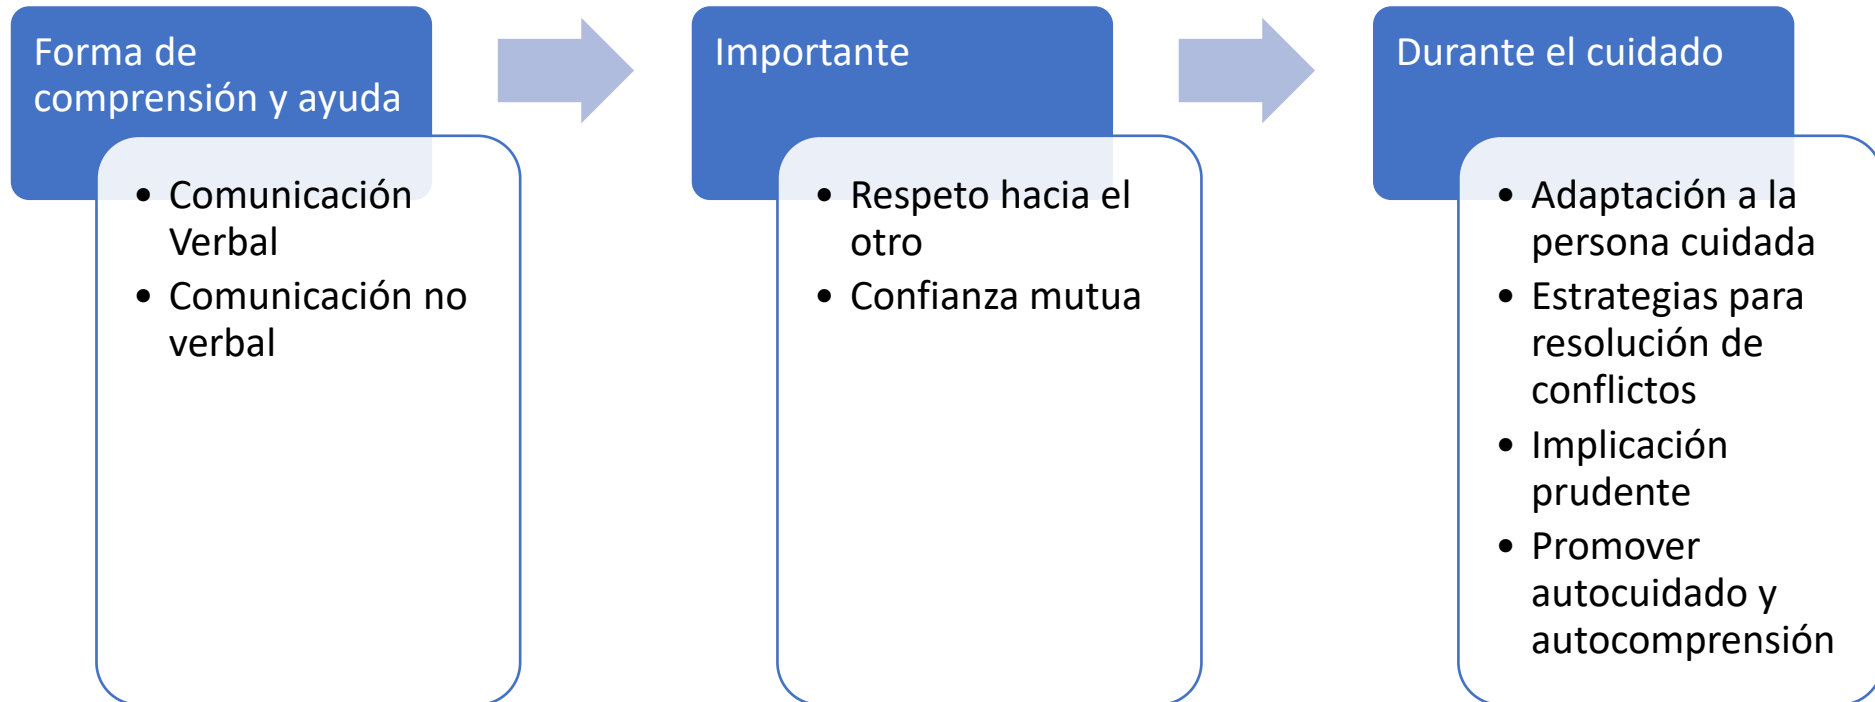 Forma de
comprensión y ayuda
• Comunicación
Verbal
• Comunicación no
verbal
Importante
• Respeto hacia el
otro
• Confianza mutua
Durante el cuidado
• Adaptación a la
persona cuidada
• Estrategias para
resolución de
conflictos
• Implicación
prudente
• Promover
autocuidado y
autocomprensión